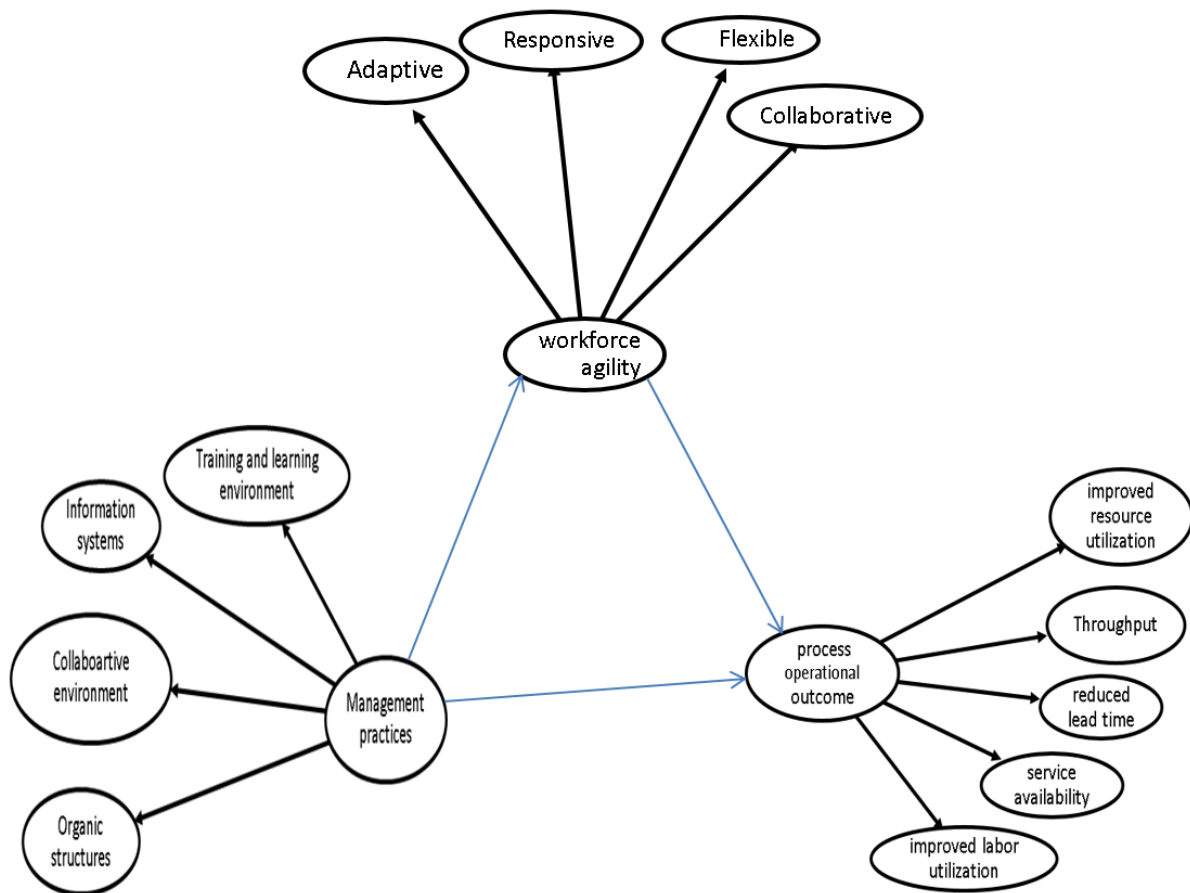 Responsive
Flexible
Adaptive
Collaborative
workforce
agility
Training and learning
environment
Information
systems
Collaboartive
environment
Management
practices
Organic
structures
improved
resource
utilization
process
operational
outcome
Throughput
reduced
lead time
service
availability
improved labor
utilization